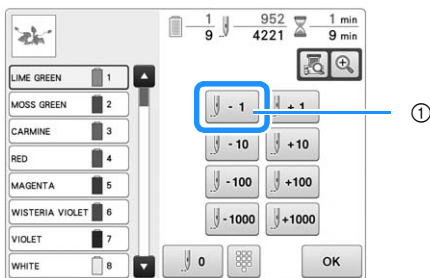 1 952 1 min
9 4221 9 min
LIME GREEN 1
MOSS GREEN 2
CARMINE 3
RED 4
MAGENTA 5
WISTERIA VIOLET 6
VIOLET 7
WHITE 8
- 1 + 1
- 10 +10
- 100 +100
- 1000 +1000
0 OK
①